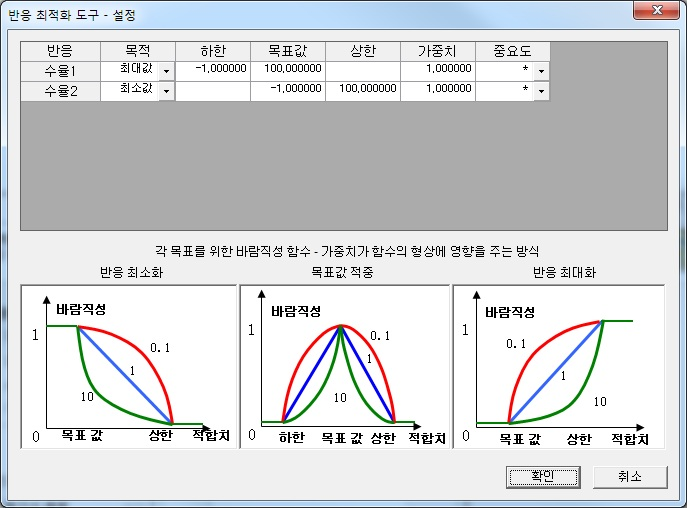 반응 최적화 도구 - 설정
반응 목적 하한 목표값 상한 가중치 중요도
수율1 최대값 -1,000000 100,000000 1,000000 *
수율2 최소값 -1,000000 100,000000 1,000000 *
각 목표를 위한 바람직성 함수 - 가중치가 함수의 형상에 영향을 주는 방식
반응 최소화 목표값 적중 반응 최대화
바람직성
1
0.1
1
10
0
목표 값 상한 적합치
바람직성
1
0.1
1
10
0
하한 목표 값 상한 적합치
바람직성
1
0.1
1
10
0
목표 값 상한 적합치
확인 취소